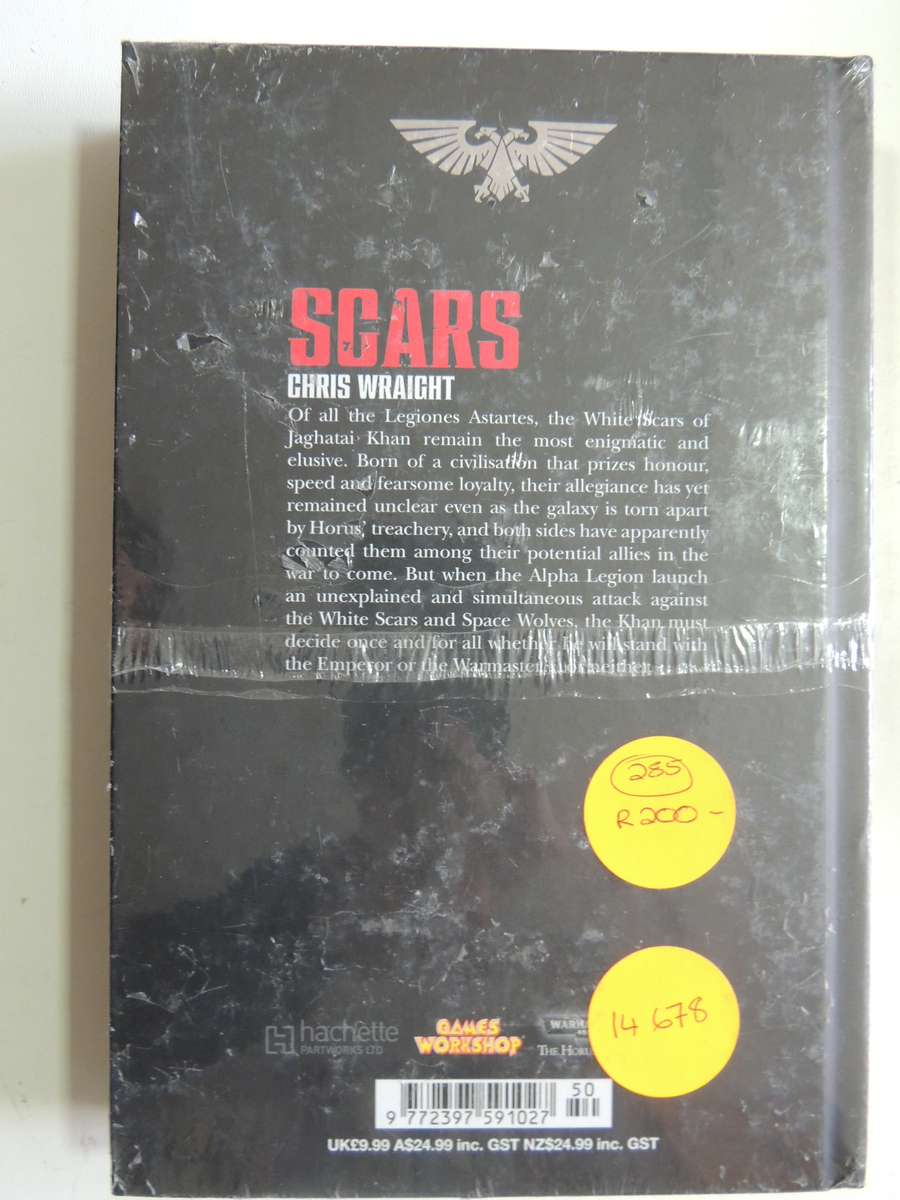 SCARS
CHRIS WRAIGHT
Of all the Legiones Astartes, the White Scars of
Jaghatai Khan remain the most enigmatic and
elusive. Born of a civilisation that prizes honour,
speed and fearsome loyalty, their allegiance has yet
remained unclear even as the galaxy is torn apart
by Horus' treachery, and both sides have apparently
counted them among their potential allies in the
war to come. But when the Alpha Legion launch
an unexplained and simultaneous attack against
the White Scars and Space Wolves, the Khan must
decide once and for all whether he will stand with
the Emperor or the Warmaster... or neither
285
R200-
14 678
hachette
PARTWORKS LTD
GAMES
WORKSHOP
THE
50
9 772397 591027
UK£9.99 A$24.99 inc. GST NZ$24.99 inc. GST